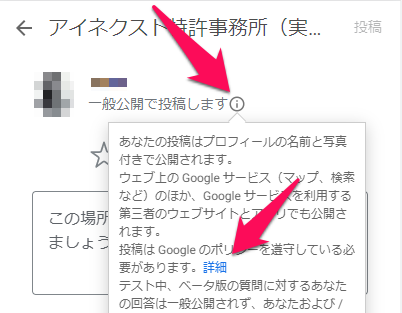 アイネクスト特許事務所（実... 投稿
一般公開で投稿します
あなたの投稿はプロフィールの名前と写真
付きで公開されます。
ウェブ上の Google サービス（マップ、検索
など）のほか、Google サービスを利用する
第三者のウェブサイトとアプリでも公開さ
れます。
投稿は Google のポリシーを遵守している必
要があります。詳細
テスト中、ベータ版の質問に対するあなた
の回答は一般公開されず、あなたおよび /
この場所
ましょう